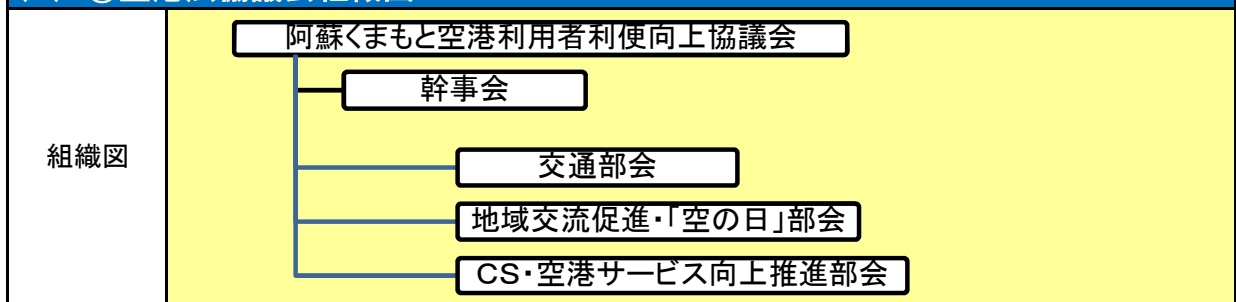 阿蘇くまもと空港利用者利便向上協議会
幹事会
組織図
交通部会
地域交流促進・「空の日」部会
CS・空港サービス向上推進部会